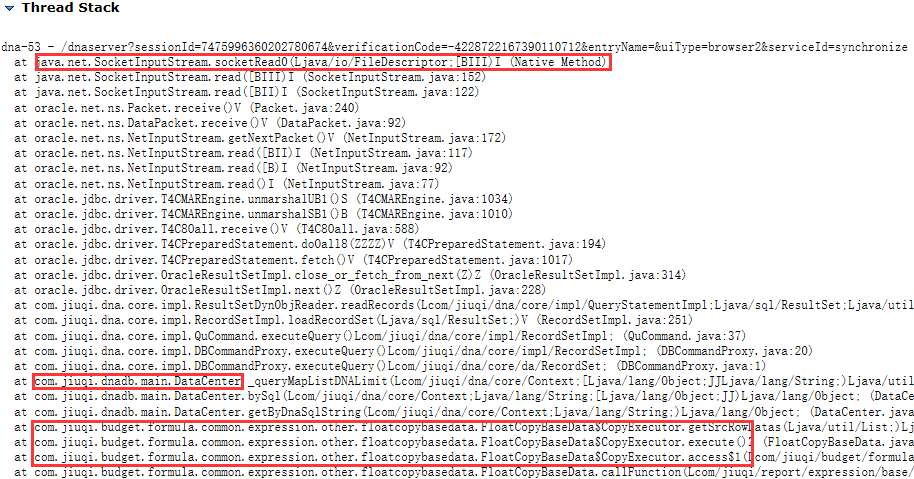 Thread Stack
dna-53 - /dnaserver?sessionId=7475996360202780674&verificationCode=-4228722167390110712&entryName=&uiType=browser2&serviceId=synchronize
at java.net.SocketInputStream.socketRead0(Ljava/io/FileDescriptor;[BIII)I (Native Method)
at java.net.SocketInputStream.read([BIII)I (SocketInputStream.java:153)
at java.net.SocketInputStream.read([BII)I (SocketInputStream.java:122)
at oracle.net.ns.Packet.receive()V (Packet.java:240)
at oracle.net.ns.DataPacket.receive()V (DataPacket.java:92)
at oracle.net.ns.NetInputStream.getNextPacket()V (NetInputStream.java:172)
at oracle.net.ns.NetInputStream.read([BII)I (NetInputStream.java:117)
at oracle.net.ns.NetInputStream.read([B)I (NetInputStream.java:92)
at oracle.net.ns.NetInputStream.read()I (NetInputStream.java:77)
at oracle.jdbc.driver.T4CMAREngine.unmarshalUB1()S (T4CMAREngine.java:1034)
at oracle.jdbc.driver.T4CMAREngine.unmarshalSB1()B (T4CMAREngine.java:1010)
at oracle.jdbc.driver.T4C8Oall.receive()V (T4C8Oall.java:588)
at oracle.jdbc.driver.T4CPreparedStatement.doOall8(ZZZZ)V (T4CPreparedStatement.java:194)
at oracle.jdbc.driver.T4CPreparedStatement.fetch()V (T4CPreparedStatement.java:1017)
at oracle.jdbc.driver.OracleResultSetImpl.close_or_fetch_from_next(Z)Z (OracleResultSetImpl.java:314)
at oracle.jdbc.driver.OracleResultSetImpl.next()Z (OracleResultSetImpl.java:228)
at com.jiuqi.dna.core.impl.ResultSetDynObjReader.readRecords(Lcom/jiuqi/dna/core/impl/QueryStatementImpl;Ljava/sql/ResultSet;Ljava/util
at com.jiuqi.dna.core.impl.RecordSetImpl.loadRecordSet(Ljava/sql/ResultSet;)V (RecordSetImpl.java:251)
at com.jiuqi.dna.core.impl.QuCommand.executeQuery()Lcom/jiuqi/dna/core/impl/RecordSetImpl; (QuCommand.java:37)
at com.jiuqi.dna.core.impl.DBCommandProxy.executeQuery()Lcom/jiuqi/dna/core/impl/RecordSetImpl; (DBCommandProxy.java:20)
at com.jiuqi.dna.core.impl.DBCommandProxy.executeQuery()Lcom/jiuqi/dna/core/da/RecordSet; (DBCommandProxy.java:1)
at com.jiuqi.dnadb.main.DataCenter._queryMapListDNALimit(Lcom/jiuqi/dna/core/Context;[Ljava/lang/Object;JJLjava/lang/String;)Ljava/util
at com.jiuqi.dnadb.main.DataCenter.bySql(Lcom/jiuqi/dna/core/Context;Ljava/lang/String;[Ljava/lang/Object;JJ)Ljava/lang/Object; (DataCe
at com.jiuqi.dnadb.main.DataCenter.getByDnaSqlString(Lcom/jiuqi/dna/core/Context;Ljava/lang/String;)Ljava/lang/Object; (DataCenter.java
at com.jiuqi.budget.formula.common.expression.other.floatcopybasedata.FloatCopyBaseData$CopyExecutor.getSrcRowDatas(Ljava/util/List;)Lj
at com.jiuqi.budget.formula.common.expression.other.floatcopybasedata.FloatCopyBaseData$CopyExecutor.execute() (FloatCopyBaseData.java
at com.jiuqi.budget.formula.common.expression.other.floatcopybasedata.FloatCopyBaseData$CopyExecutor.access$1(Lcom/jiuqi/budget/formula
at com.jiuqi.budget.formula.common.expression.other.floatcopybasedata.FloatCopyBaseData.callFunction(Lcom/jiuqi/report/expression/base/